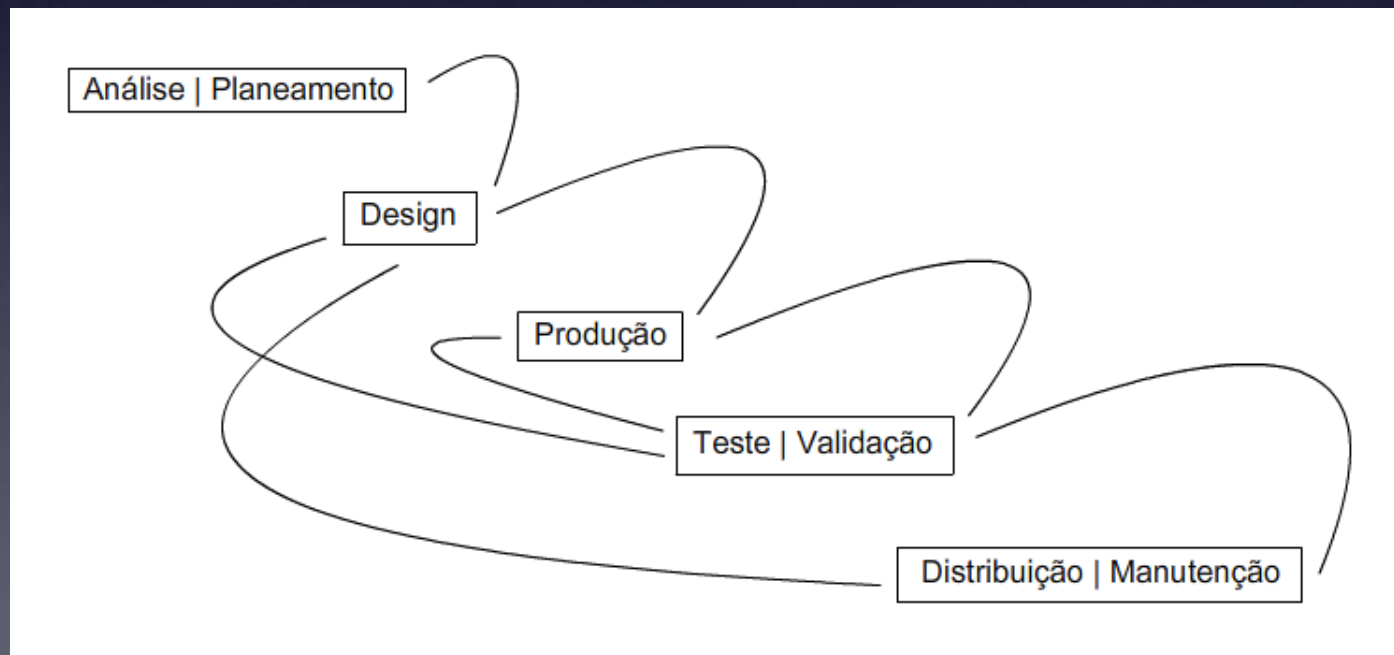 Análise | Planeamento
Design
Produção
Teste | Validação
Distribuição | Manutenção